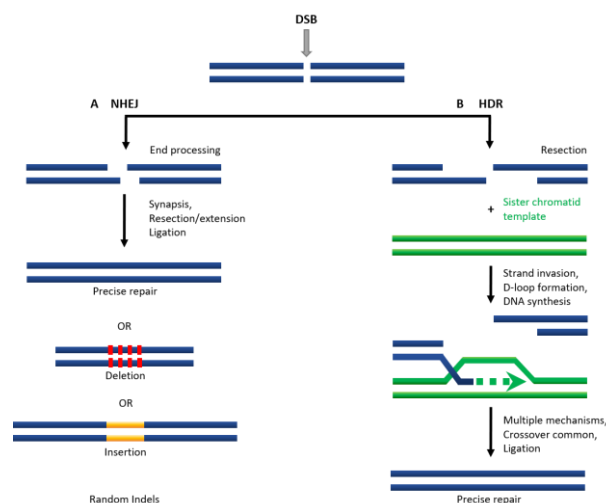 DSB
A NHEJ
B HDR
End processing
Resection
Synapsis,
Resection/extension
Ligation
+ Sister chromatid
template
Precise repair
Strand invasion,
D-loop formation,
DNA synthesis
OR
Deletion
OR
Insertion
Multiple mechanisms,
Crossover common,
Ligation
Random Indels
Precise repair